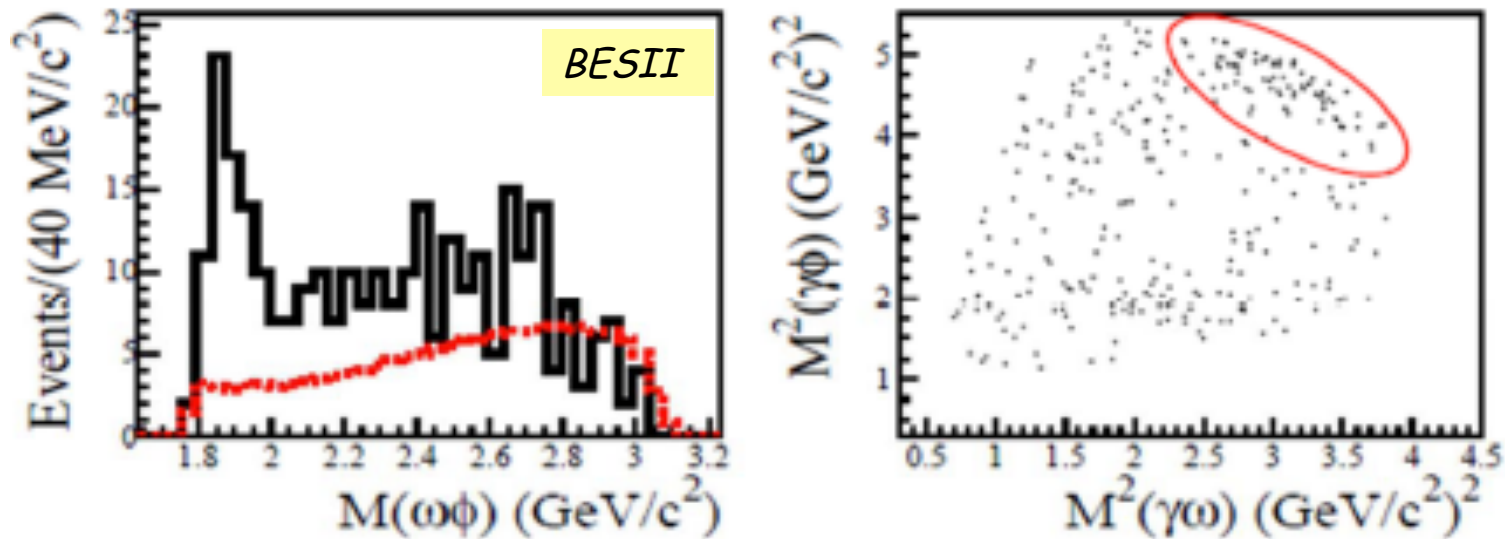 Events/(40 MeV/c²)
25
20
15
10
5
0
BESII
1.8 2 2.2 2.4 2.6 2.8 3 3.2
M(ωϕ) (GeV/c²)
M²(γϕ) (GeV/c²)²
5
4
3
2
1
0.5 1 1.5 2 2.5 3 3.5 4 4.5
M²(γω) (GeV/c²)²